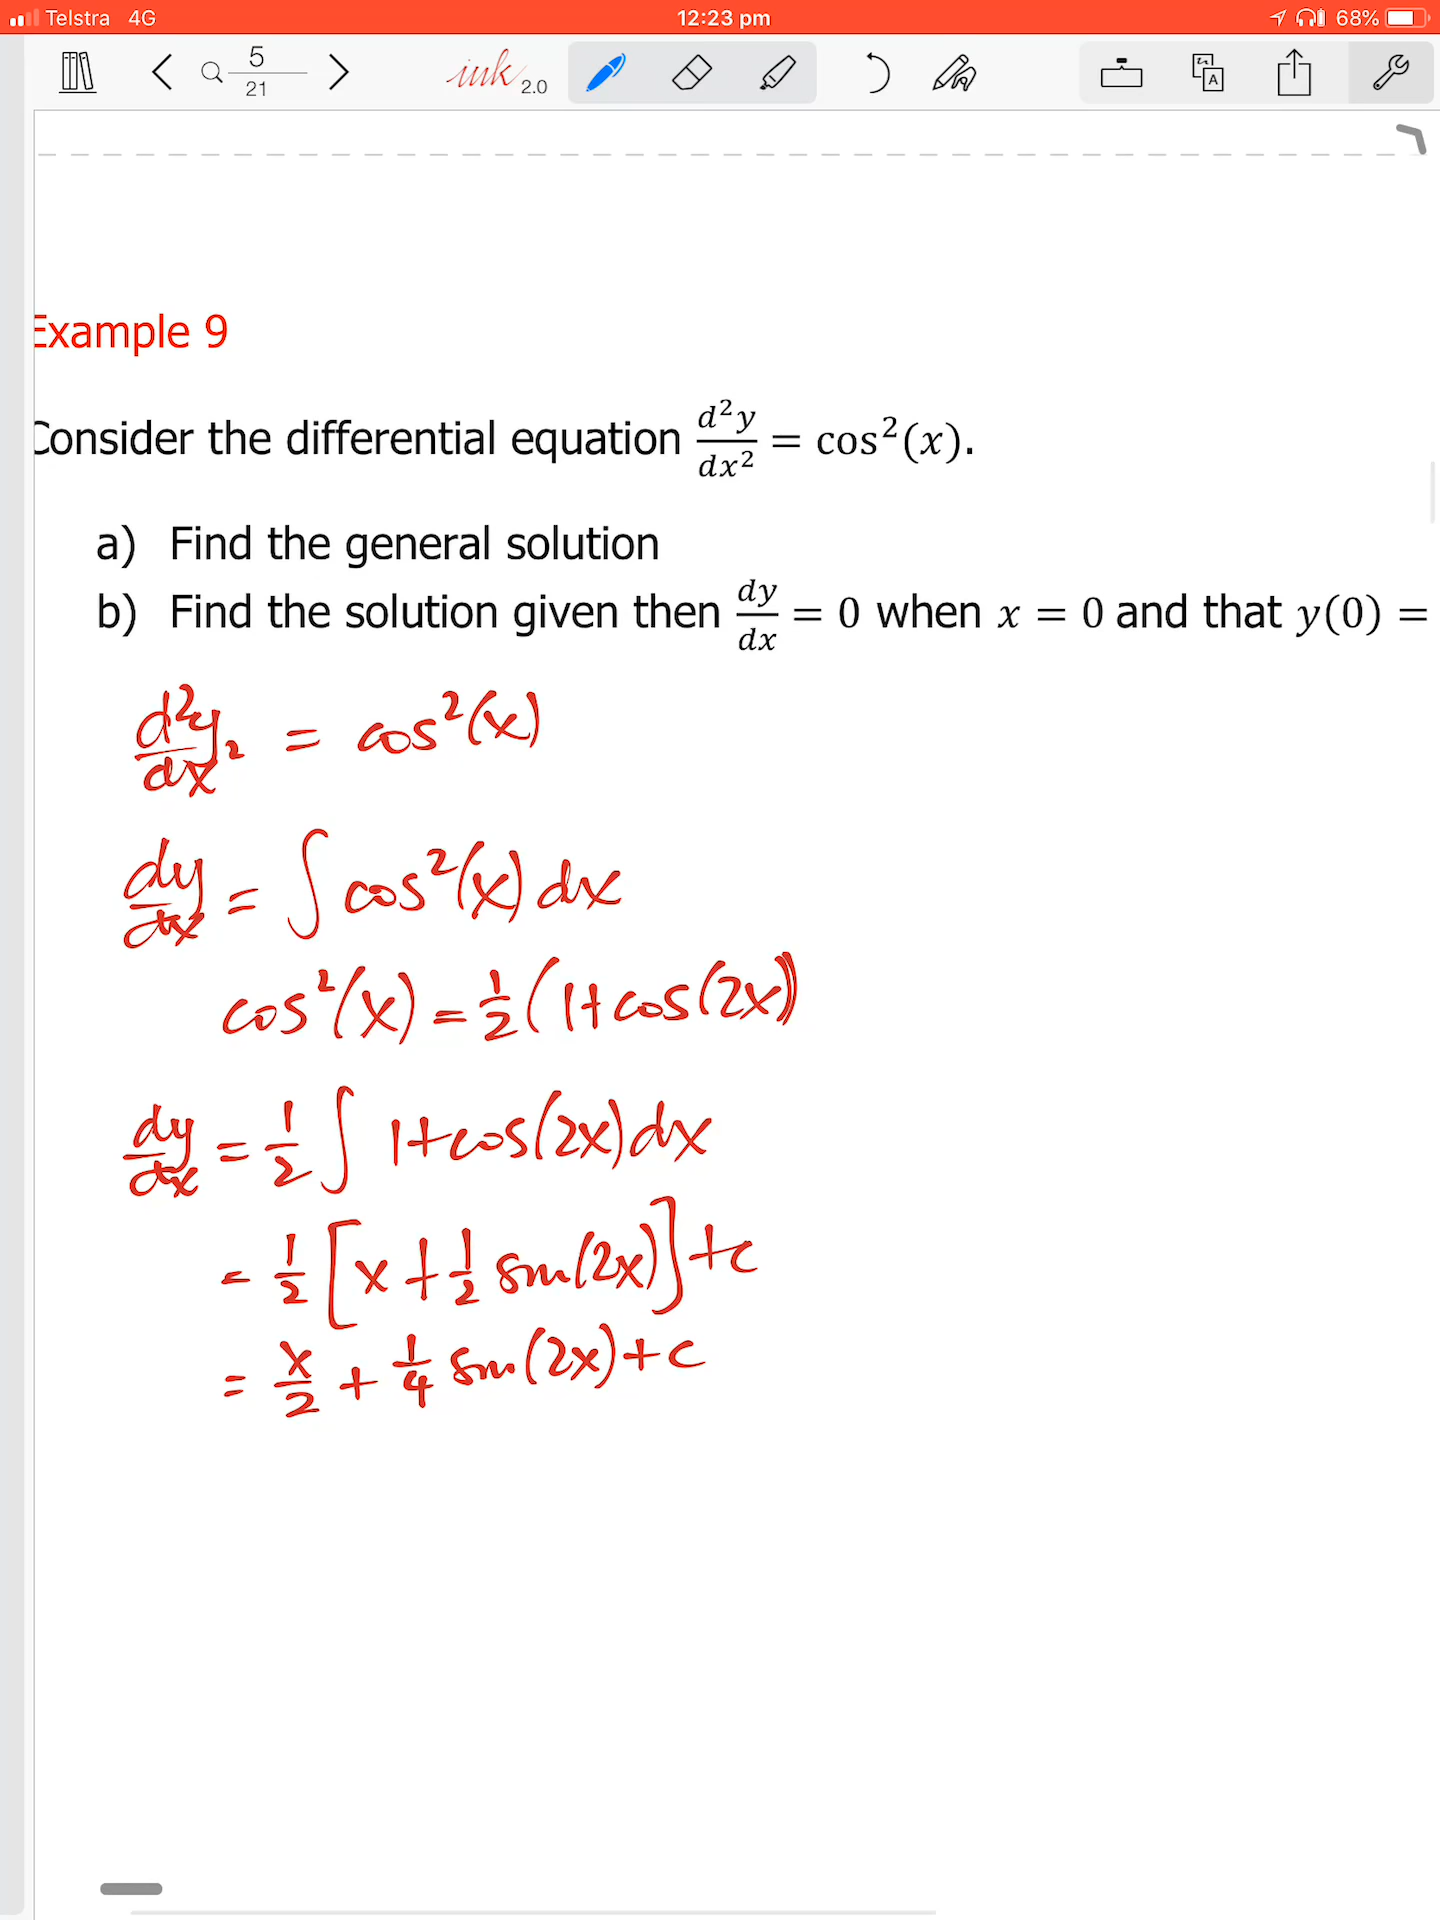 Telstra 4G 12:23 pm 68%
5
21
ink 2.0
Example 9
Consider the differential equation d²y/dx² = cos²(x).
a) Find the general solution
b) Find the solution given then dy/dx = 0 when x = 0 and that y(0) =
d²y/dx² = cos²(x)
dy/dx = ∫ cos²(x) dx
cos²(x) = 1/2 (1+cos(2x))
dy/dx = 1/2 ∫ 1+cos(2x) dx
= 1/2 [x + 1/2 sin(2x)] + c
= x/2 + 1/4 sin(2x) + c